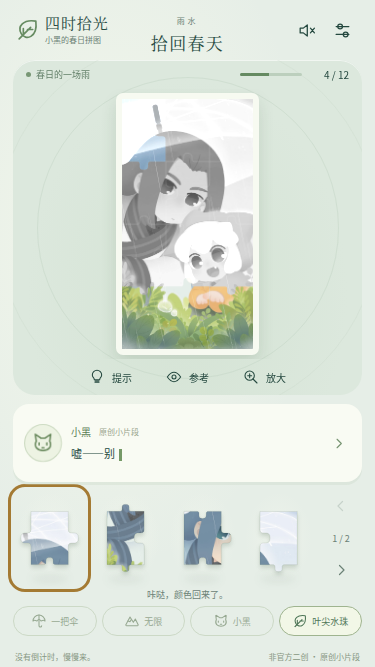 四时拾光
小黑的春日拼图
雨水
拾回春天
春日的一场雨
4 / 12
提示
参考
放大
小黑 原创小片段
嘘——别
1 / 2
咔哒，颜色回来了。
一把伞
无限
小黑
叶尖水珠
没有倒计时，慢慢来。
非官方二创 · 原创小片段